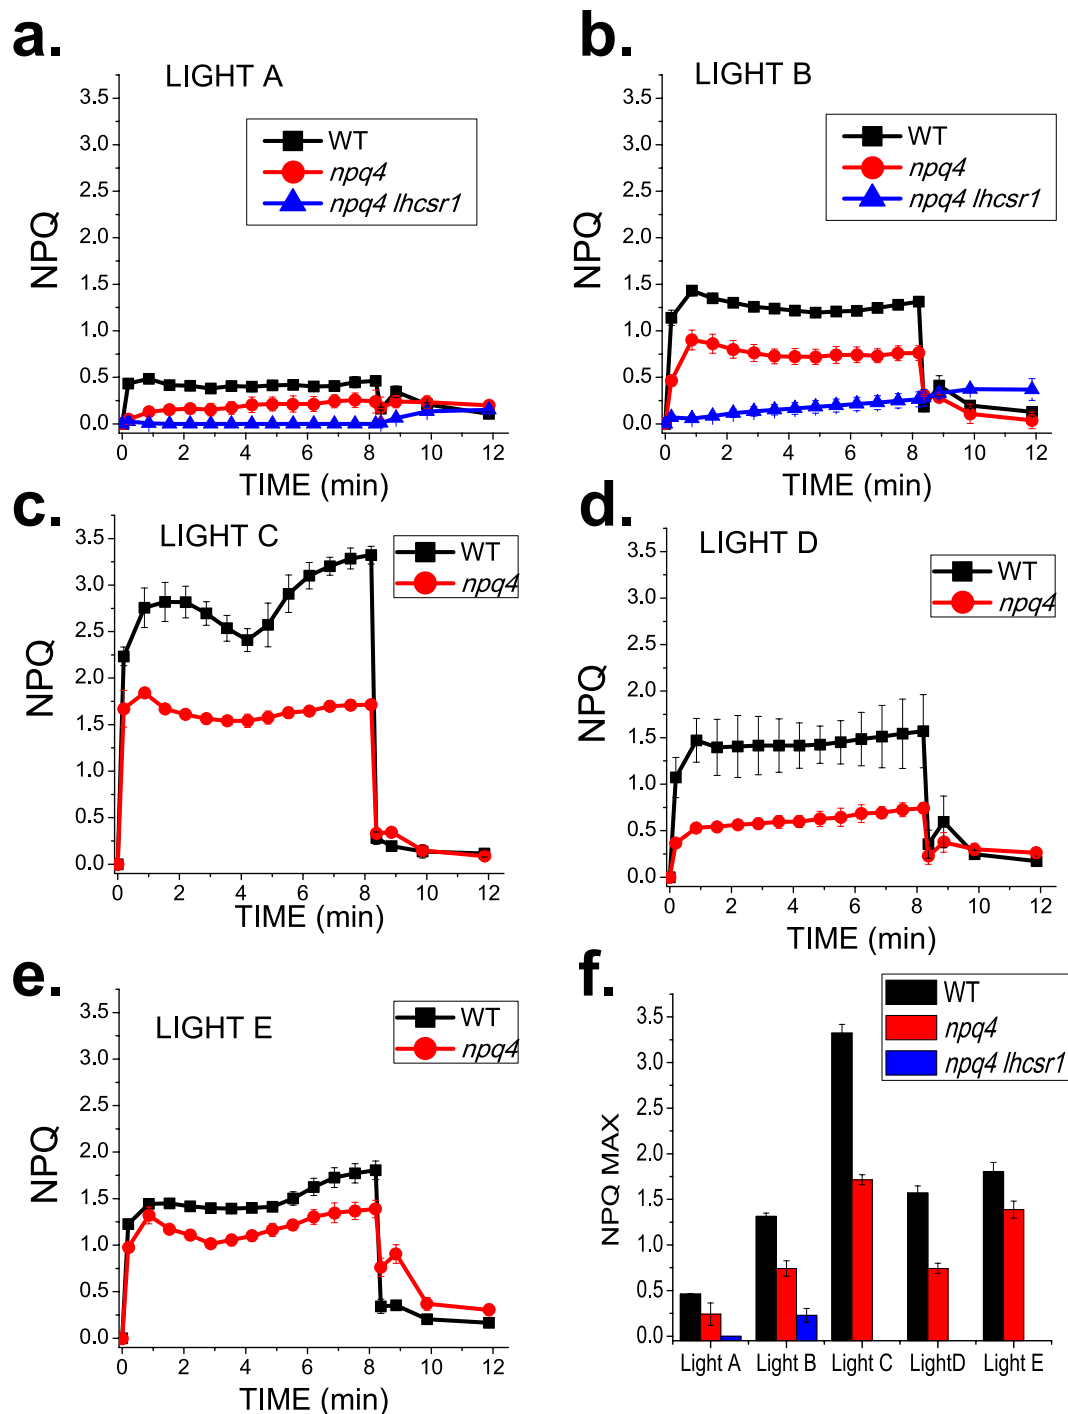 a.
LIGHT A
NPQ
3.5
3.0
2.5
2.0
1.5
1.0
0.5
0.0
WT
npq4
npq4 lhcsr1
0 2 4 6 8 10 12
TIME (min)
b.
LIGHT B
NPQ
3.5
3.0
2.5
2.0
1.5
1.0
0.5
0.0
WT
npq4
npq4 lhcsr1
0 2 4 6 8 10 12
TIME (min)
c.
LIGHT C
NPQ
3.5
3.0
2.5
2.0
1.5
1.0
0.5
0.0
WT
npq4
0 2 4 6 8 10 12
TIME (min)
d.
LIGHT D
NPQ
3.5
3.0
2.5
2.0
1.5
1.0
0.5
0.0
WT
npq4
0 2 4 6 8 10 12
TIME (min)
e.
LIGHT E
NPQ
3.5
3.0
2.5
2.0
1.5
1.0
0.5
0.0
WT
npq4
0 2 4 6 8 10 12
TIME (min)
f.
NPQ MAX
3.5
3.0
2.5
2.0
1.5
1.0
0.5
0.0
WT
npq4
npq4 lhcsr1
Light A Light B Light C LightD Light E